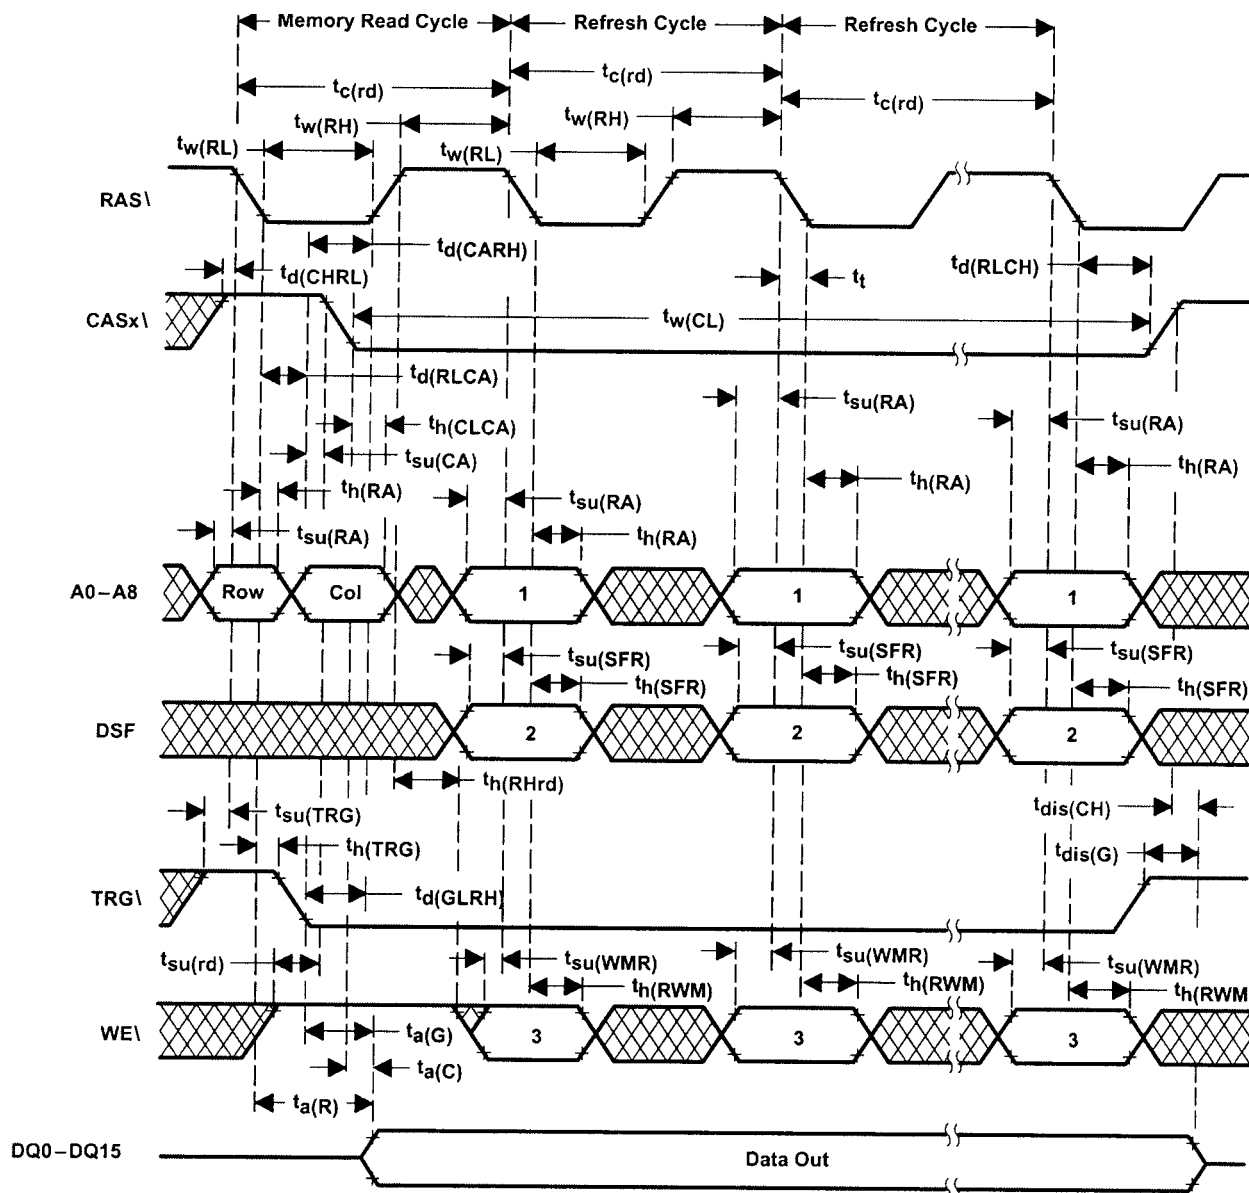 Memory Read Cycle Refresh Cycle Refresh Cycle
tc(rd) tc(rd) tc(rd)
tw(RH) tw(RH)
tw(RL) tw(RL)
RAS\
td(CARH)
td(CHRL) tt td(RLCH)
CASx\ tw(CL)
td(RLCA)
tsu(RA)
th(CLCA) tsu(RA)
tsu(CA)
th(RA) th(RA) th(RA)
tsu(RA)
tsu(RA) th(RA)
A0–A8 Row Col 1 1 1
tsu(SFR) tsu(SFR) tsu(SFR)
th(SFR) th(SFR) th(SFR)
DSF 2 2 2
th(RHrd)
tsu(TRG) tdis(CH)
th(TRG) tdis(G)
TRG\ td(GLRH)
tsu(rd) tsu(WMR) tsu(WMR) tsu(WMR)
th(RWM) th(RWM) th(RWM
WE\ ta(G) 3 3 3
ta(C)
ta(R)
DQ0–DQ15 Data Out